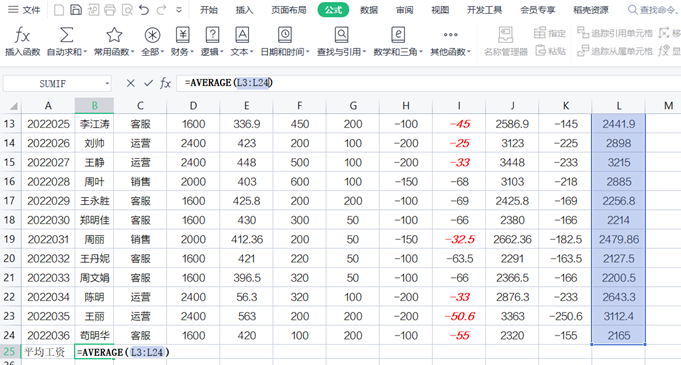 文件 开始 插入 页面布局 公式 数据 审阅 视图 开发工具 会员专享 稻壳资源 查找命令、
fx Σ ? A
插入函数 自动求和 常用函数 全部 财务 逻辑 文本 日期和时间 查找与引用 数学和三角 其他函数 名称管理器 指定 粘贴 追踪引用单元格 移 追踪从属单元格
SUMIF fx =AVERAGE(L3:L24)
A B C D E F G H I J K L M
13 2022025 李江涛 客服 1600 336.9 450 200 -100 -45 2586.9 -145 2441.9
14 2022026 刘帅 运营 2400 423 200 100 -200 -25 3123 -225 2898
15 2022027 王静 运营 2400 448 500 100 -200 -33 3448 -233 3215
16 2022028 周叶 销售 2000 403 600 100 -150 -68 3103 -218 2885
17 2022029 王永胜 客服 1600 425.8 200 200 -100 -69 2425.8 -169 2256.8
18 2022030 郑明佳 客服 1600 430 300 50 -100 -66 2380 -166 2214
19 2022031 周丽 销售 2000 412.36 200 50 -150 -32.5 2662.36 -182.5 2479.86
20 2022032 王丹妮 客服 1600 421 220 50 -100 -63.5 2291 -163.5 2127.5
21 2022033 周文娟 客服 1600 396.5 320 50 -100 -66 2366.5 -166 2200.5
22 2022034 陈明 运营 2400 56.3 320 100 -200 -33 2876.3 -233 2643.3
23 2022035 王丽 运营 2400 563 200 200 -200 -50.6 3363 -250.6 3112.4
24 2022036 苟明华 客服 1600 420 100 200 -100 -55 2320 -155 2165
25 平均工资 =AVERAGE(L3:L24)